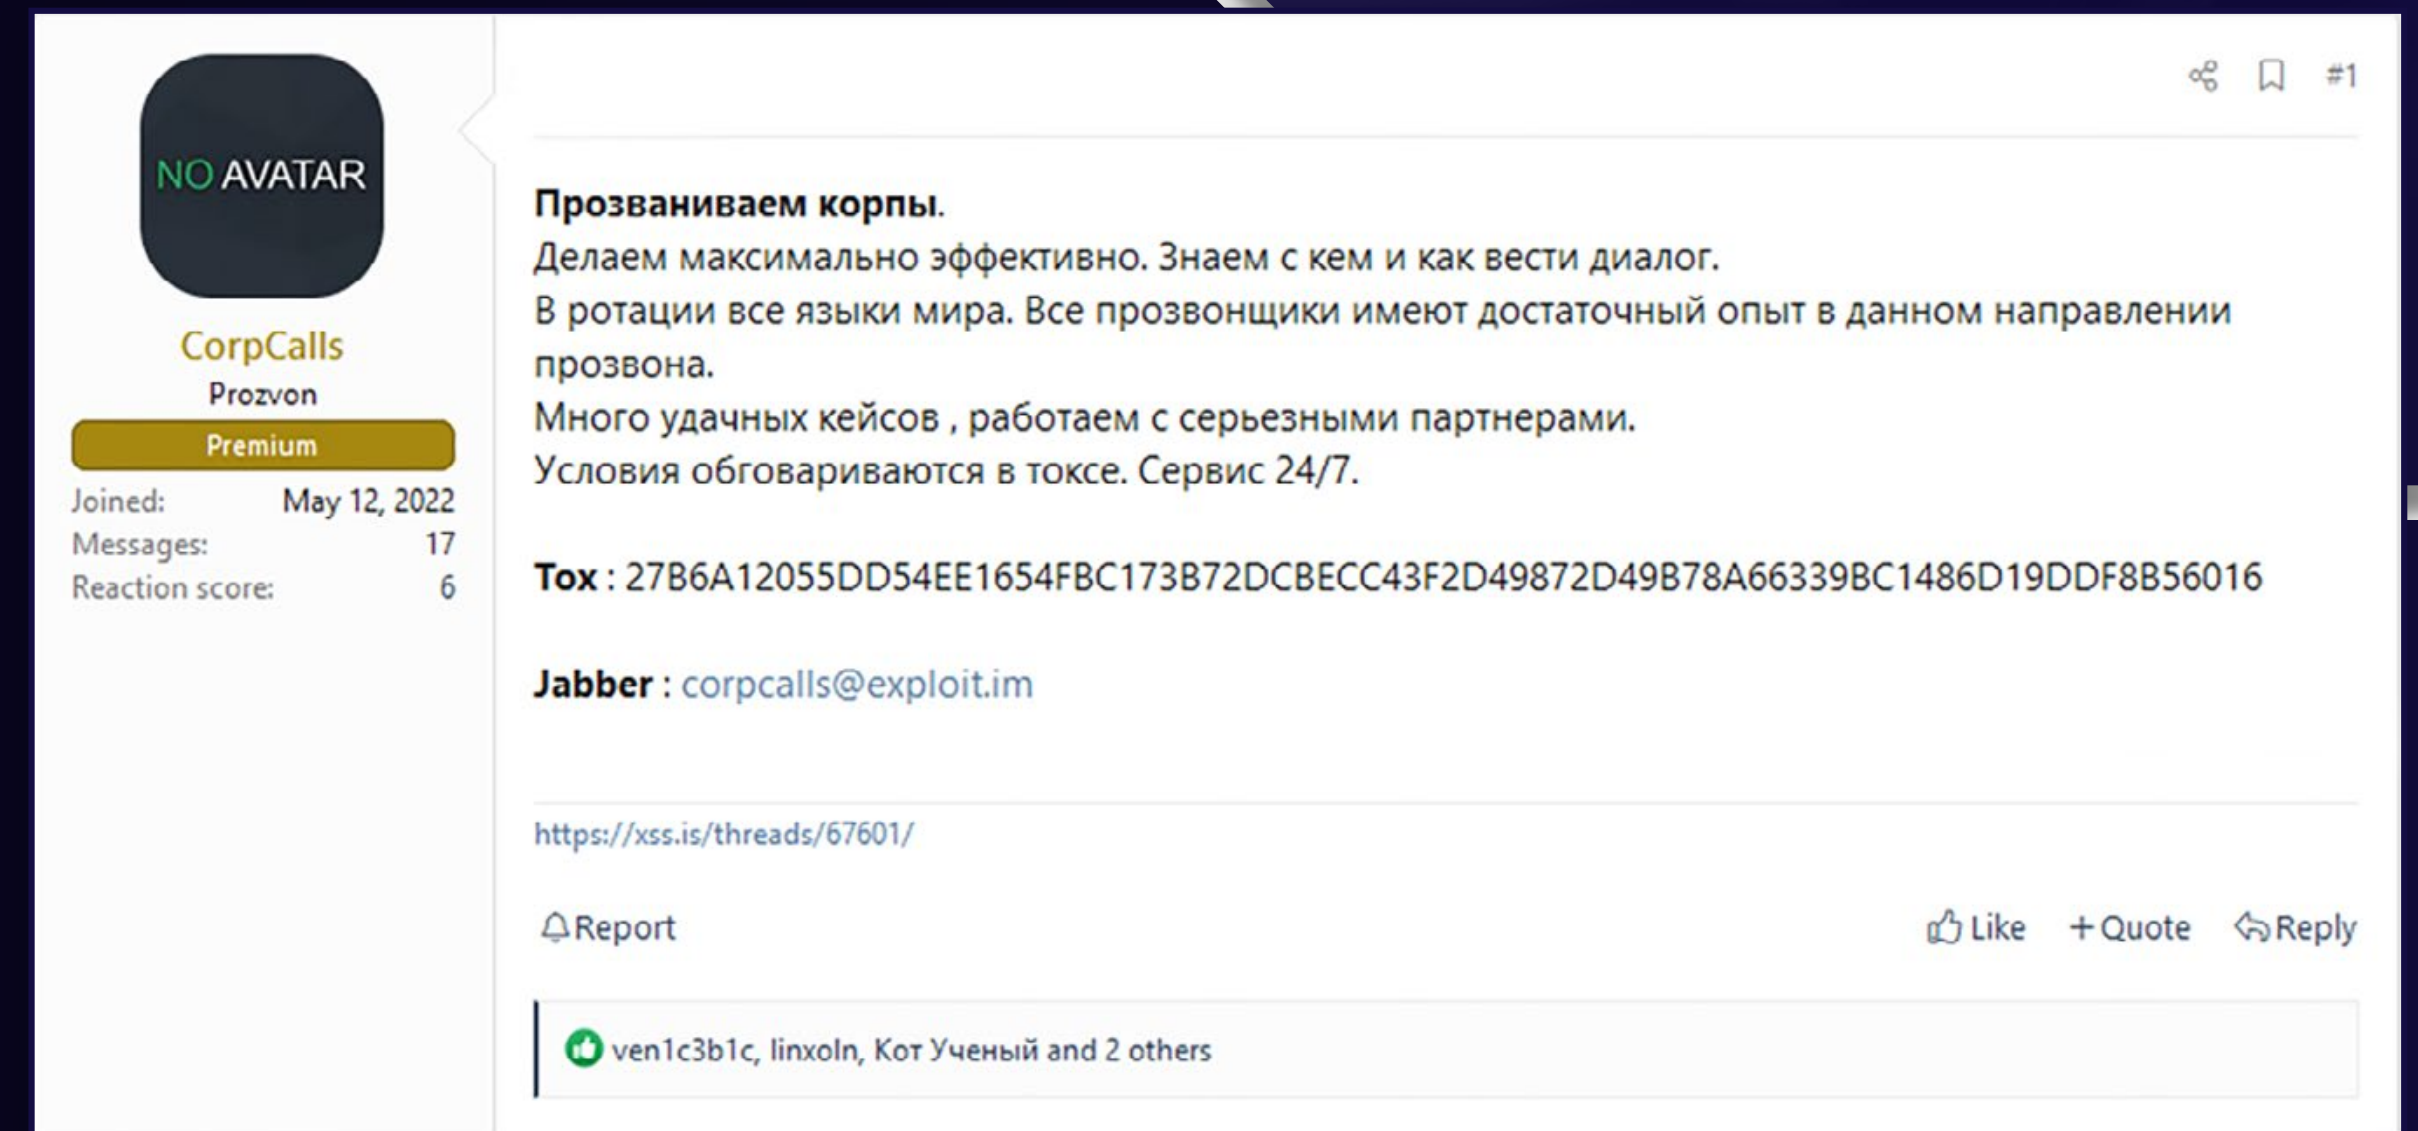 NO AVATAR
CorpCalls
Prozvon
Premium
Joined: May 12, 2022
Messages: 17
Reaction score: 6
#1
Прозваниваем корпы.
Делаем максимально эффективно. Знаем с кем и как вести диалог.
В ротации все языки мира. Все прозвонщики имеют достаточный опыт в данном направлении
прозвона.
Много удачных кейсов , работаем с серьезными партнерами.
Условия обговариваются в токсе. Сервис 24/7.
Tox : 27B6A12055DD54EE1654FBC173B72DCBECC43F2D49872D49B78A66339BC1486D19DDF8B56016
Jabber : corpcalls@exploit.im
https://xss.is/threads/67601/
Report
Like +Quote Reply
ven1c3b1c, linxoln, Кот Ученый and 2 others